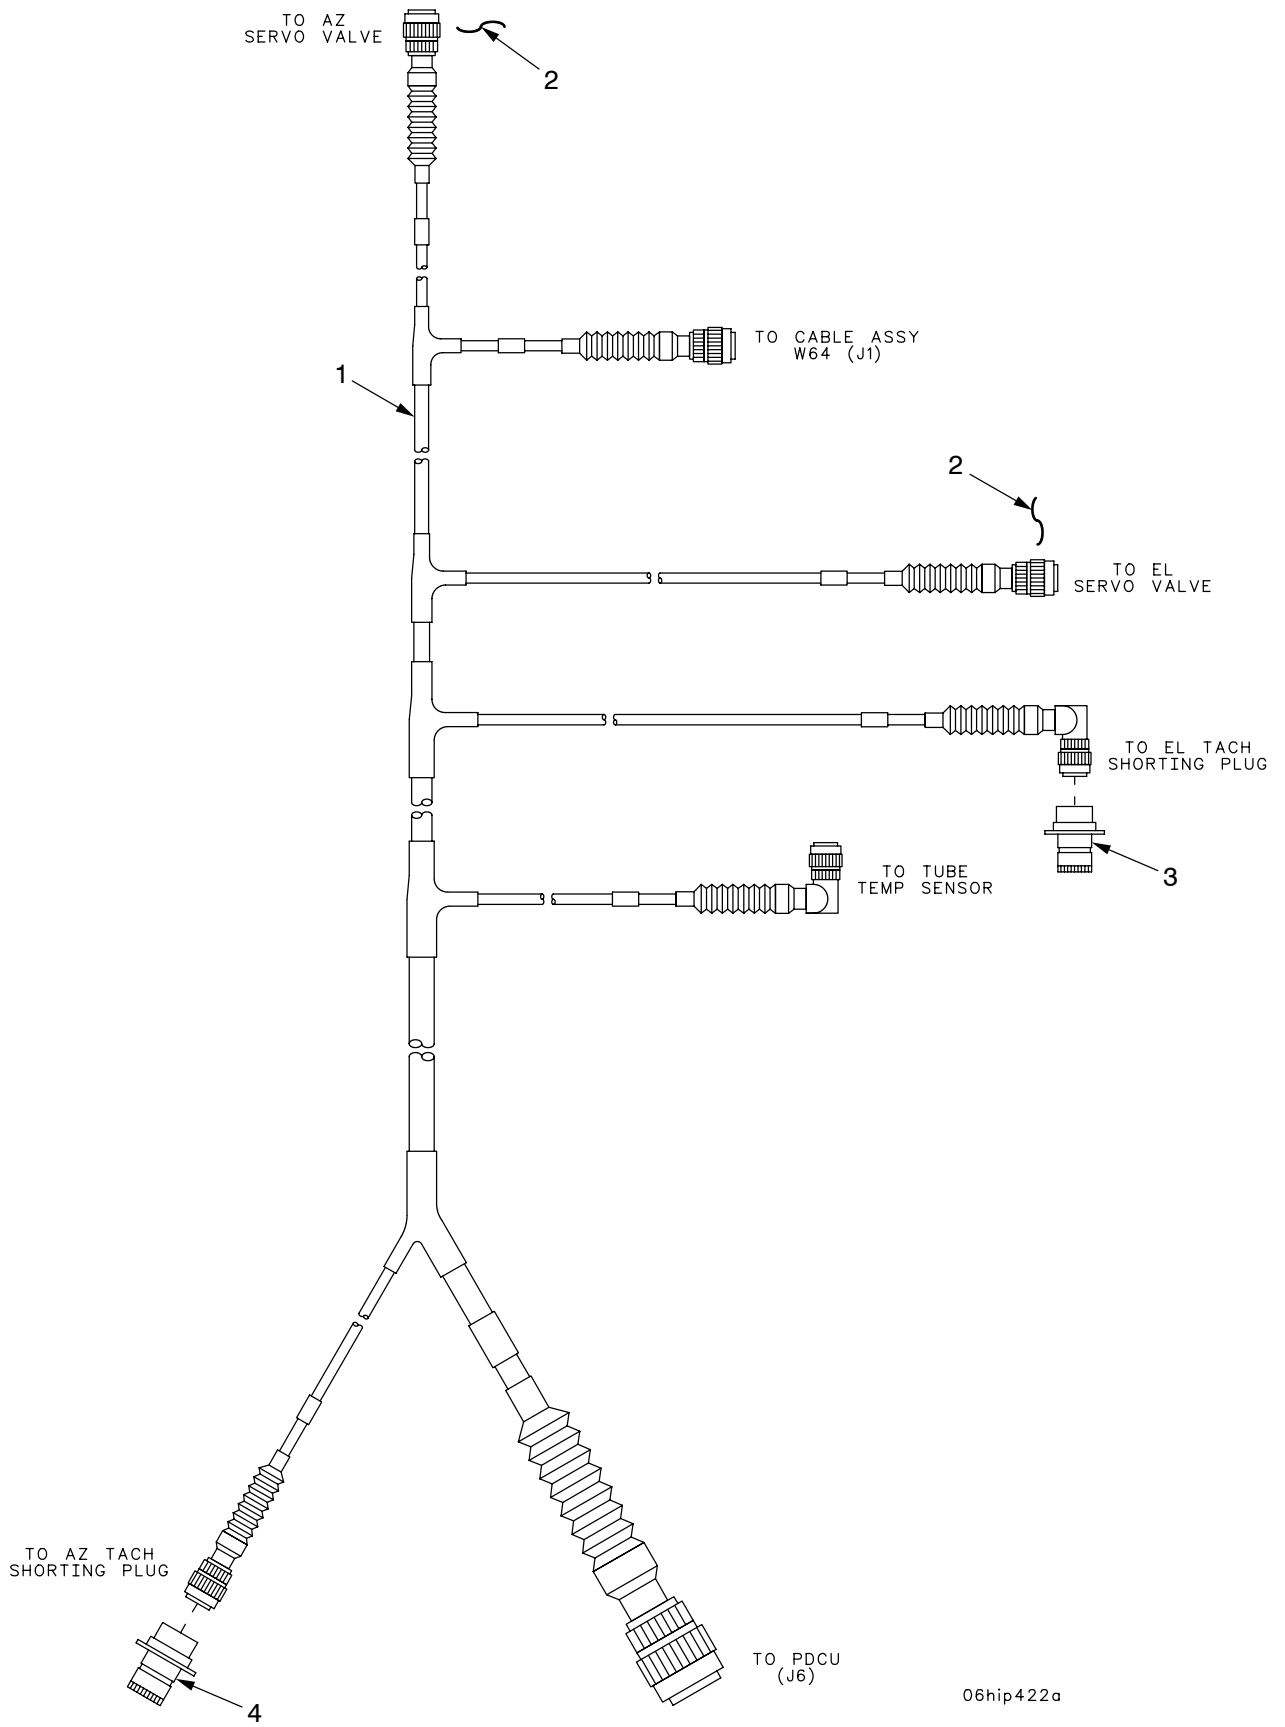 TO AZ
SERVO VALVE
2
TO CABLE ASSY
W64 (J1)
1
2
TO EL
SERVO VALVE
TO EL TACH
SHORTING PLUG
3
TO TUBE
TEMP SENSOR
TO AZ TACH
SHORTING PLUG
4
TO PDCU
(J6)
06hip422a